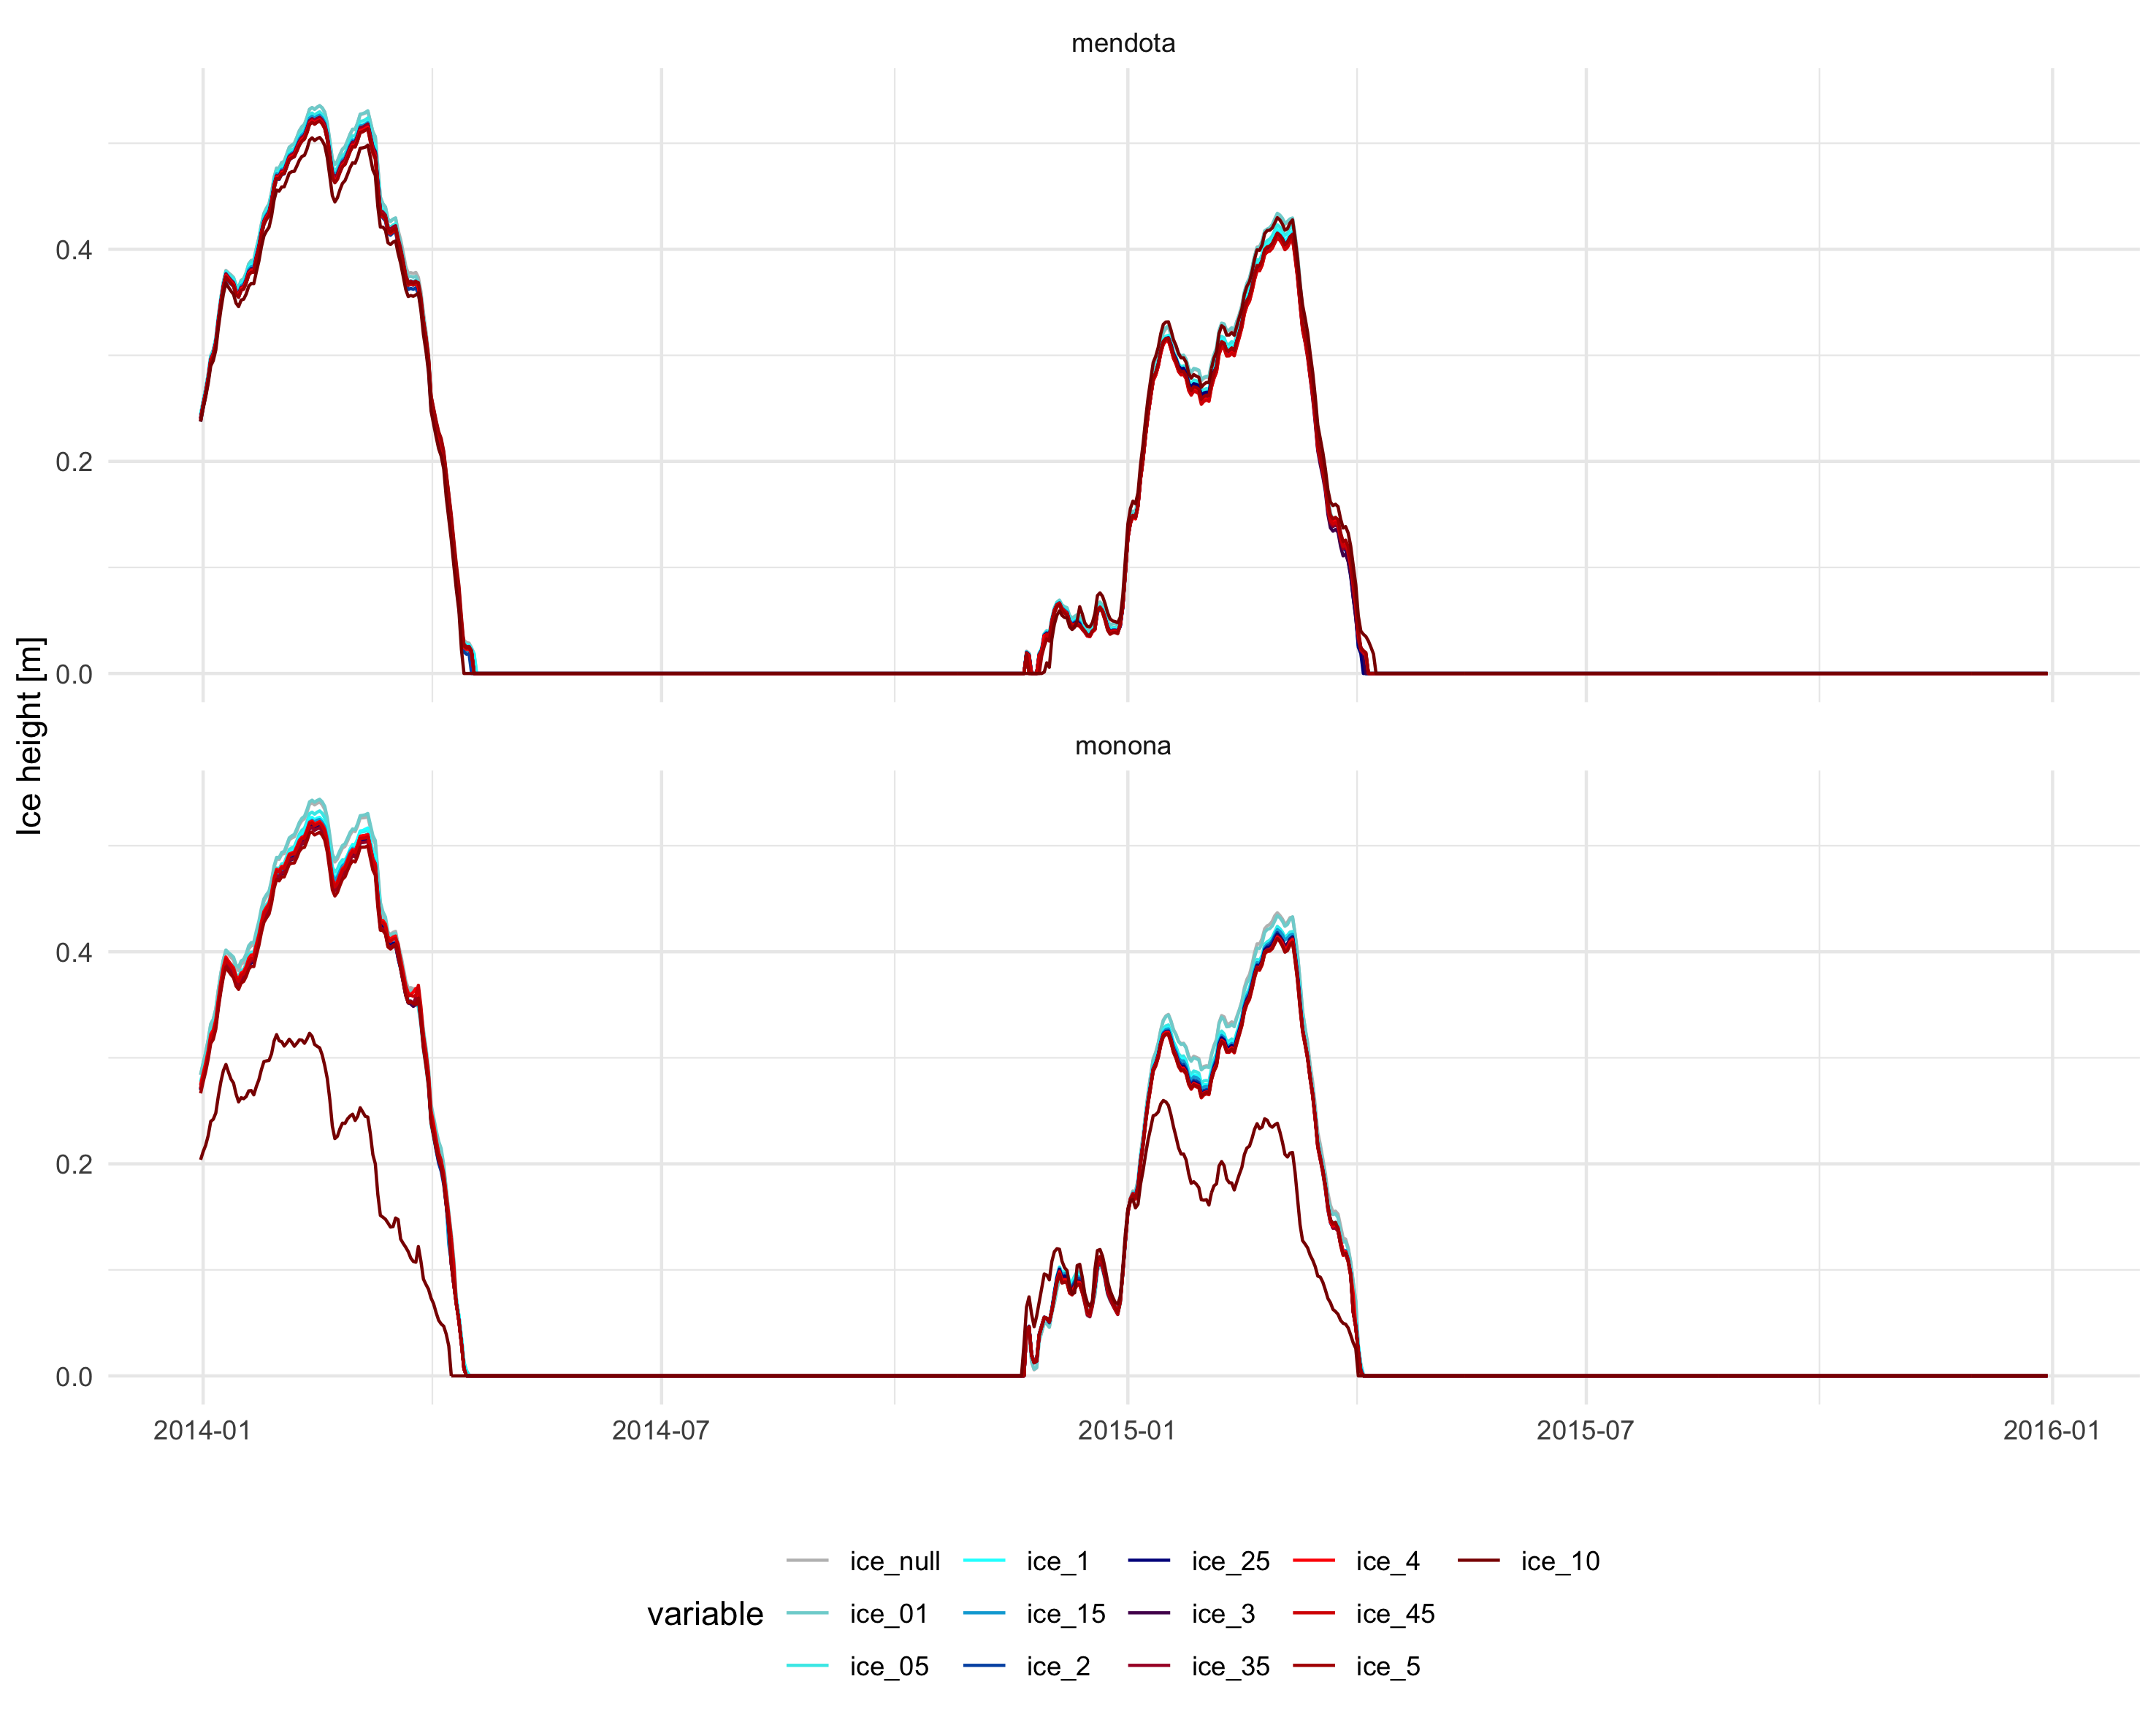 mendota
0.4
0.2
0.0
Ice height [m]
monona
0.4
0.2
0.0
2014-01 2014-07 2015-01 2015-07 2016-01
variable
ice_null ice_1 ice_25 ice_4 ice_10
ice_01 ice_15 ice_3 ice_45
ice_05 ice_2 ice_35 ice_5